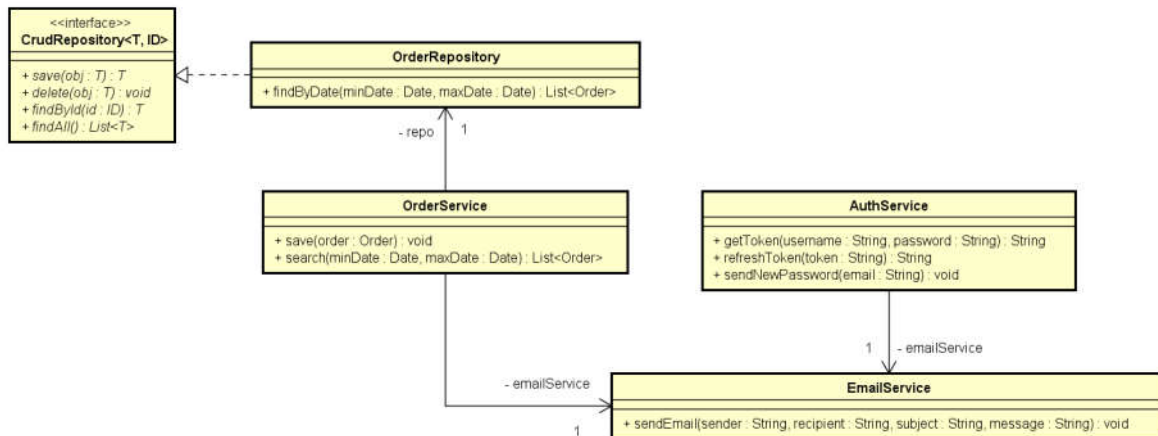 <<interface>>
CrudRepository<T, ID>
+ save(obj : T) : T
+ delete(obj : T) : void
+ findById(id : ID) : T
+ findAll() : List<T>
OrderRepository
+ findByDate(minDate : Date, maxDate : Date) : List<Order>
- repo
1
OrderService
+ save(order : Order) : void
+ search(minDate : Date, maxDate : Date) : List<Order>
AuthService
+ getToken(username : String, password : String) : String
+ refreshToken(token : String) : String
+ sendNewPassword(email : String) : void
1
- emailService
- emailService
1
EmailService
+ sendEmail(sender : String, recipient : String, subject : String, message : String) : void